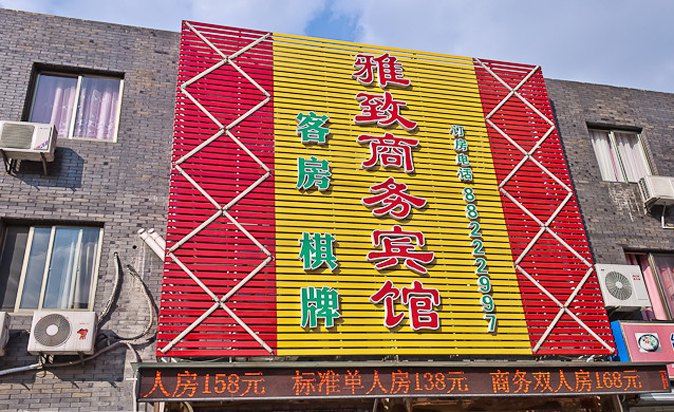 雅致商务宾馆
客房 棋牌
订房电话 88222997
人房158元 标准单人房138元 商务双人房168元